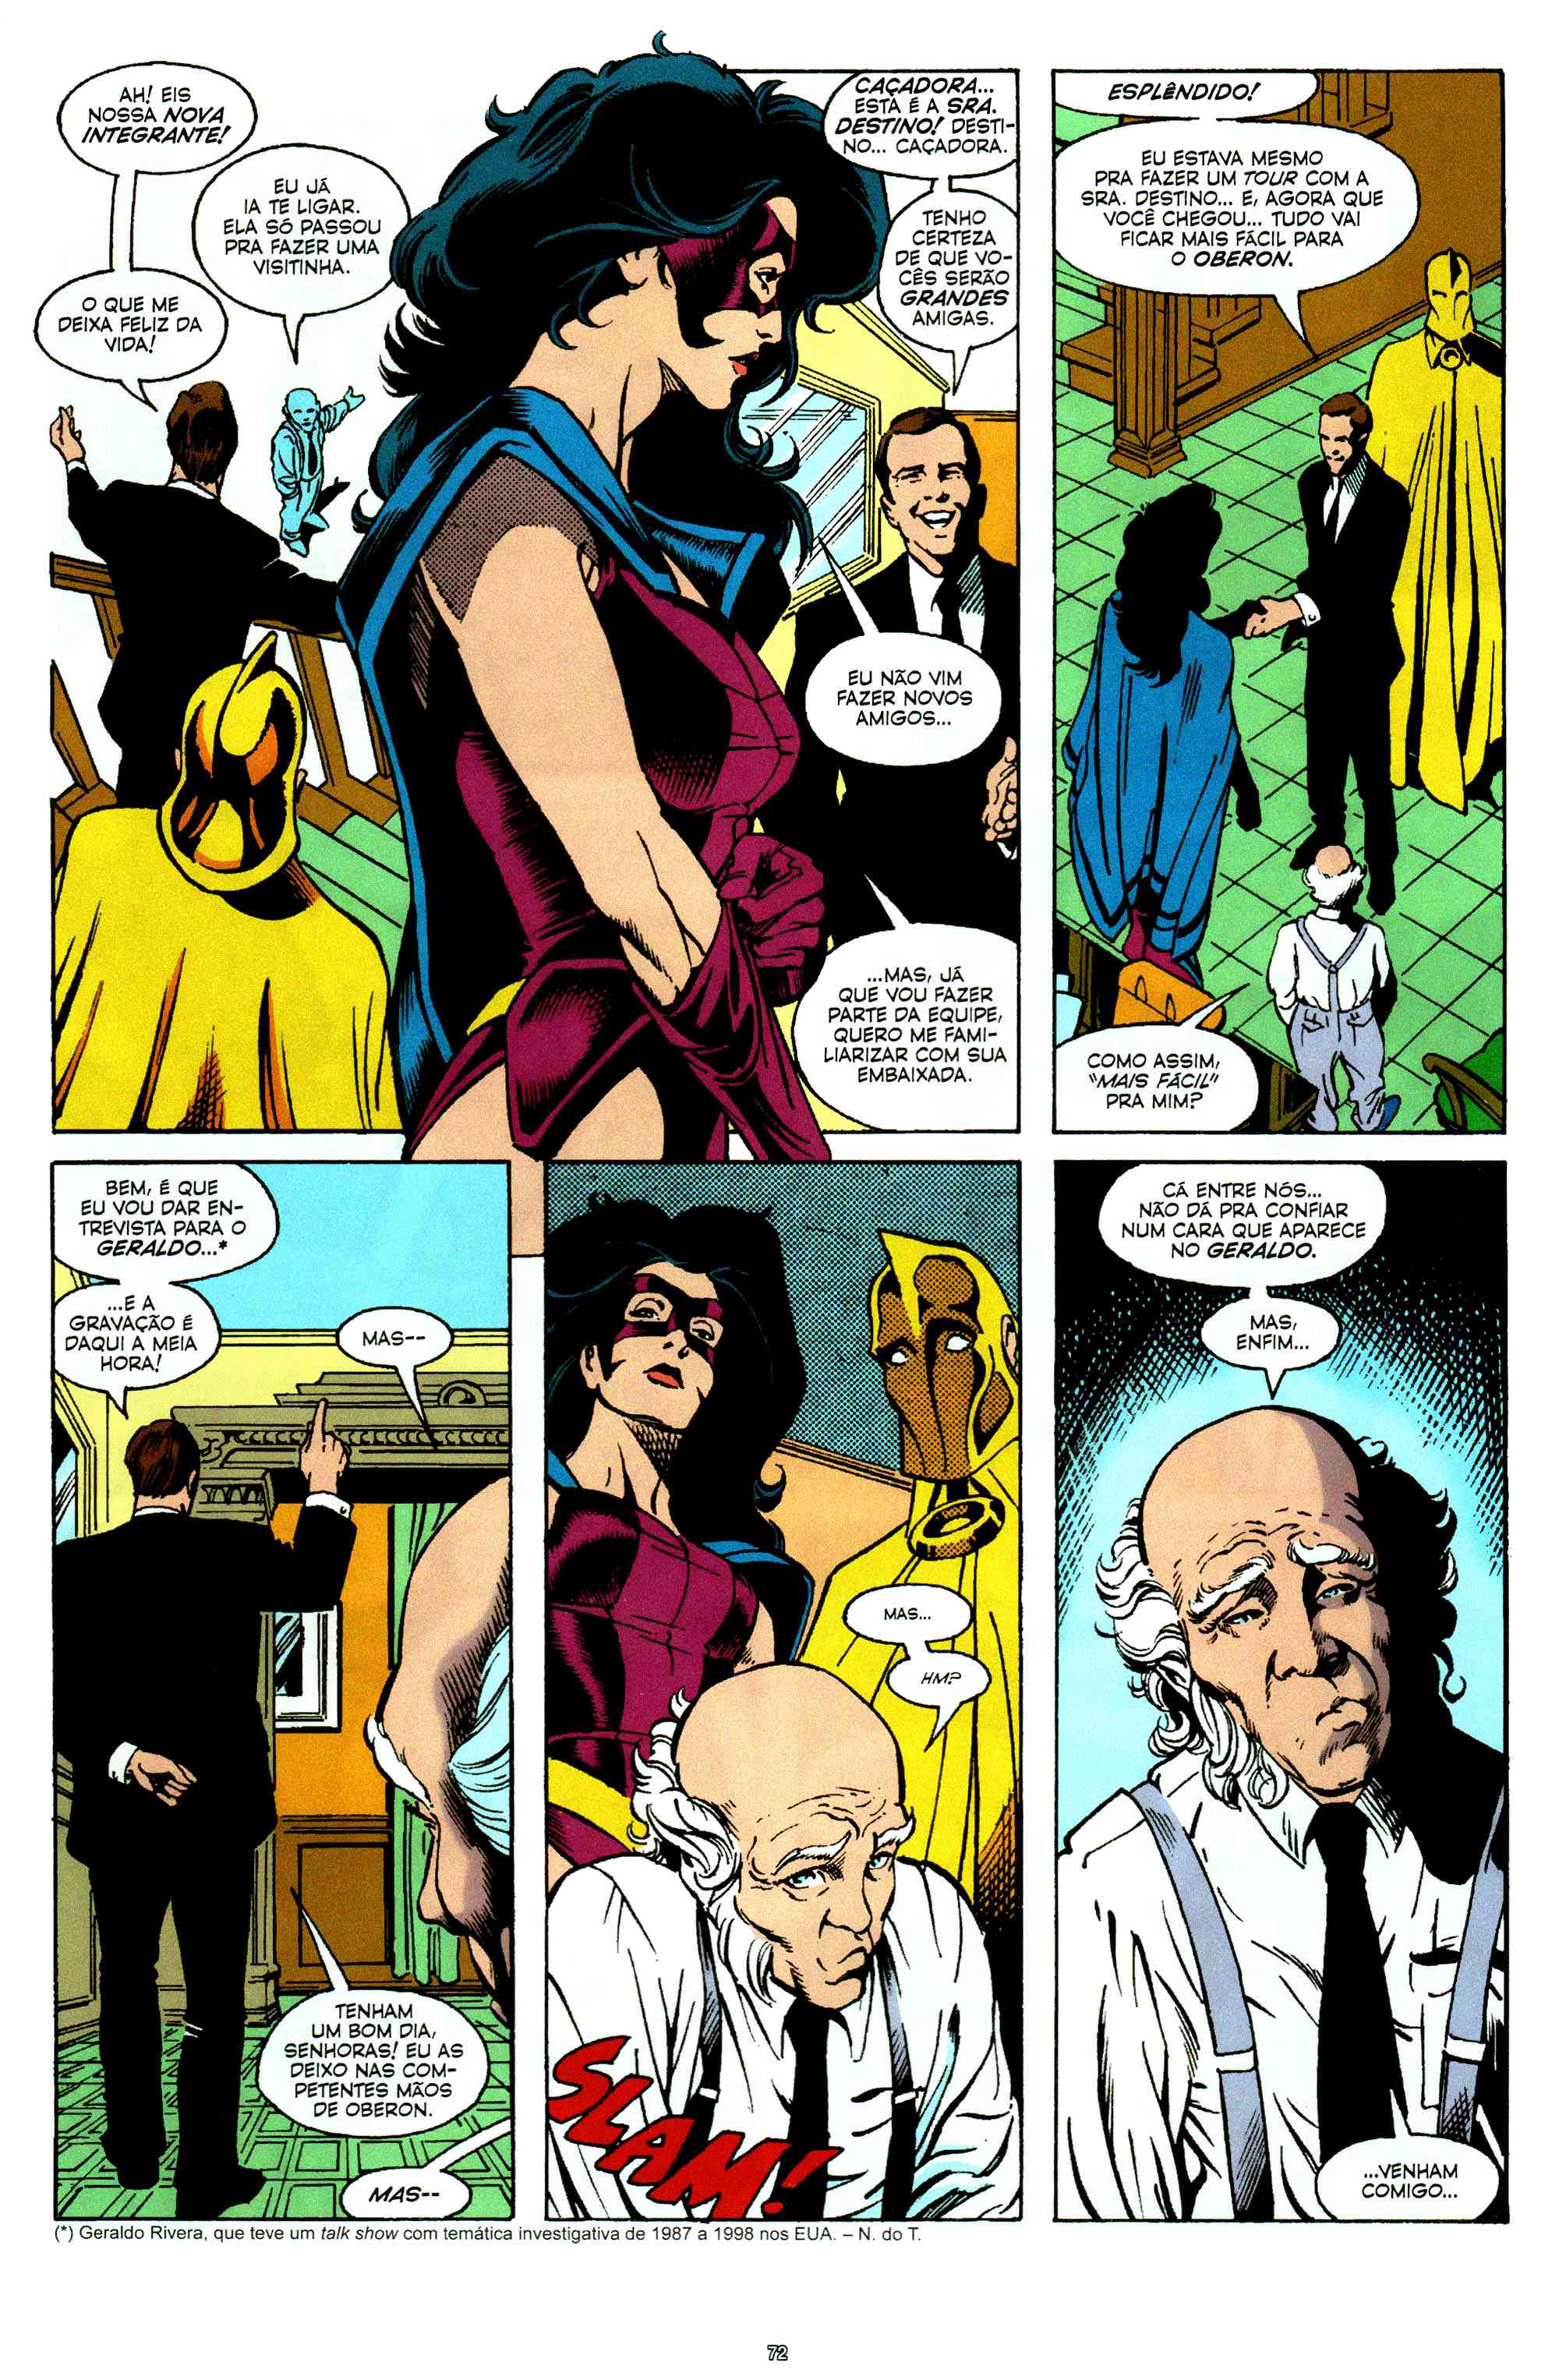 AH! EIS
NOSSA NOVA
INTEGRANTE!
O QUE ME
DEIXA FELIZ DA
VIDA!
EU JÁ
IA TE LIGAR.
ELA SÓ PASSOU
PRA FAZER UMA
VISITINHA.
CAÇADORA...
ESTA É A SRA.
DESTINO! DESTI-
NO... CAÇADORA.
TENHO
CERTEZA
DE QUE VO-
CÊS SERÃO
GRANDES
AMIGAS.
EU NÃO VIM
FAZER NOVOS
AMIGOS...
...MAS, JÁ
QUE VOU FAZER
PARTE DA EQUIPE,
QUERO ME FAMI-
LIARIZAR COM SUA
EMBAIXADA.
ESPLÊNDIDO!
EU ESTAVA MESMO
PRA FAZER UM TOUR COM A
SRA. DESTINO... E, AGORA QUE
VOCÊ CHEGOU... TUDO VAI
FICAR MAIS FÁCIL PARA
O OBERON.
COMO ASSIM,
"MAIS FÁCIL"
PRA MIM?
BEM, É QUE
EU VOU DAR EN-
TREVISTA PARA O
GERALDO...*
...E A
GRAVAÇÃO É
DAQUI A MEIA
HORA!
MAS--
TENHAM
UM BOM DIA,
SENHORAS! EU AS
DEIXO NAS COM-
PETENTES MÃOS
DE OBERON.
MAS--
MAS...
HM?
SLAM!
CÁ ENTRE NÓS...
NÃO DÁ PRA CONFIAR
NUM CARA QUE APARECE
NO GERALDO.
MAS,
ENFIM...
...VENHAM
COMIGO...
(*) Geraldo Rivera, que teve um talk show com temática investigativa de 1987 a 1998 nos EUA. – N. do T.
72